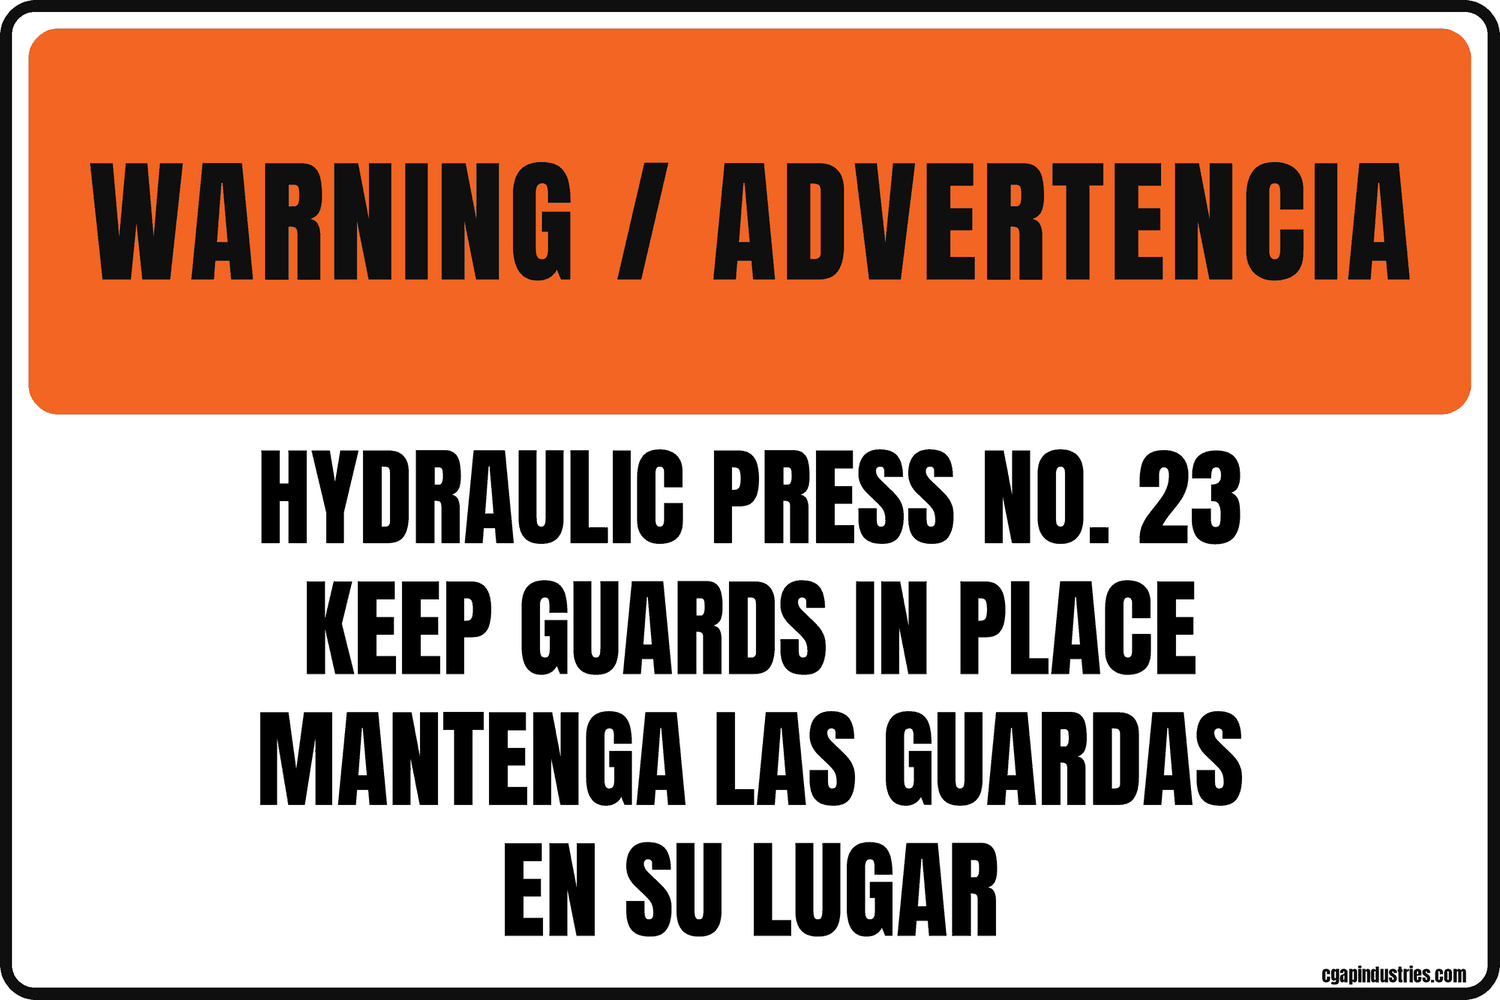 WARNING / ADVERTENCIA
HYDRAULIC PRESS NO. 23
KEEP GUARDS IN PLACE
MANTENGA LAS GUARDAS
EN SU LUGAR
cgapindustries.com